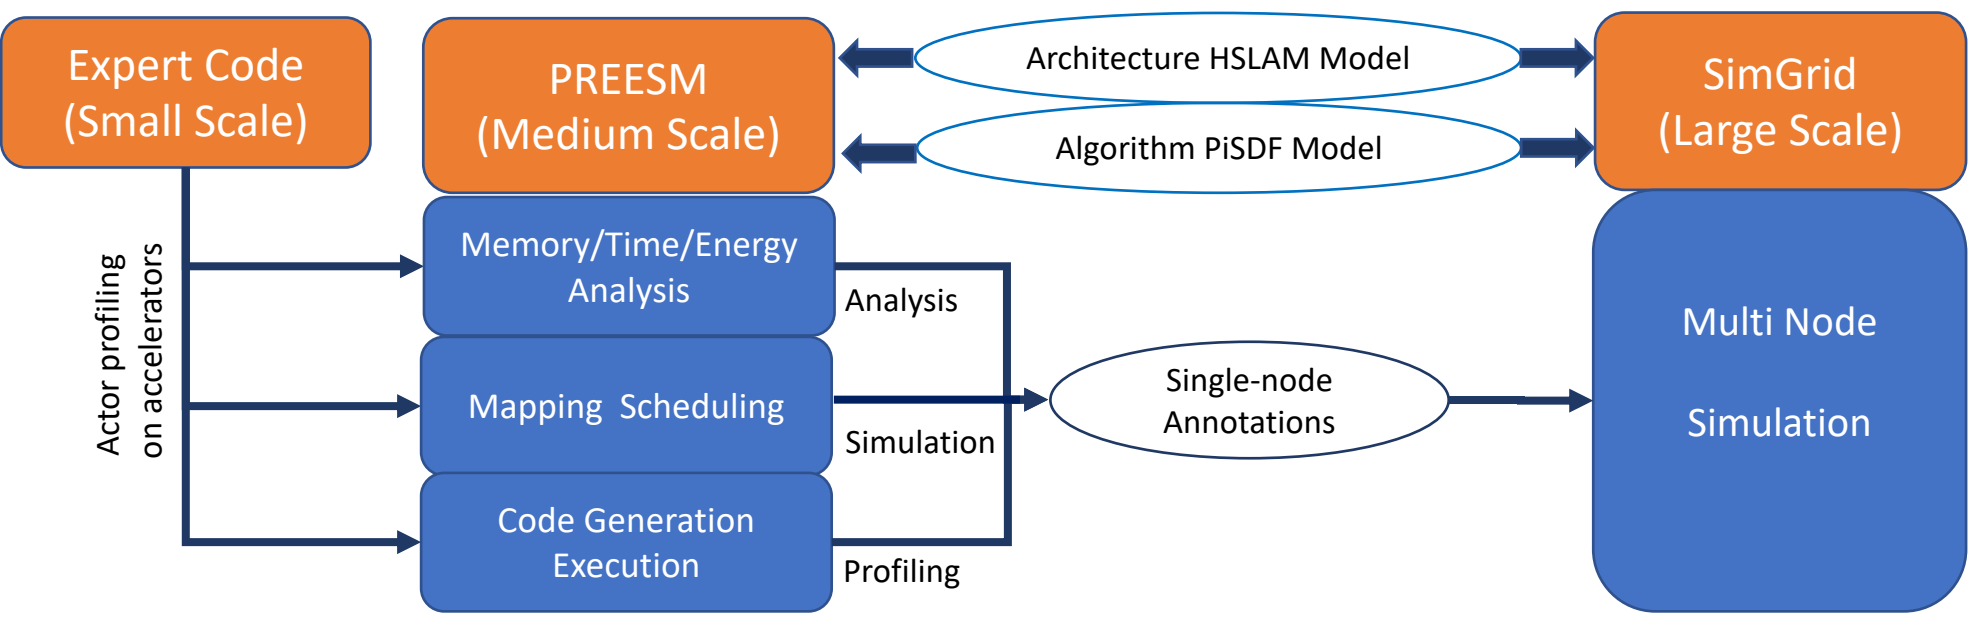 Expert Code
(Small Scale)
PREESM
(Medium Scale)
Architecture HSLAM Model
Algorithm PiSDF Model
SimGrid
(Large Scale)
Actor profiling
on accelerators
Memory/Time/Energy
Analysis
Mapping Scheduling
Code Generation
Execution
Analysis
Simulation
Profiling
Single-node
Annotations
Multi Node
Simulation